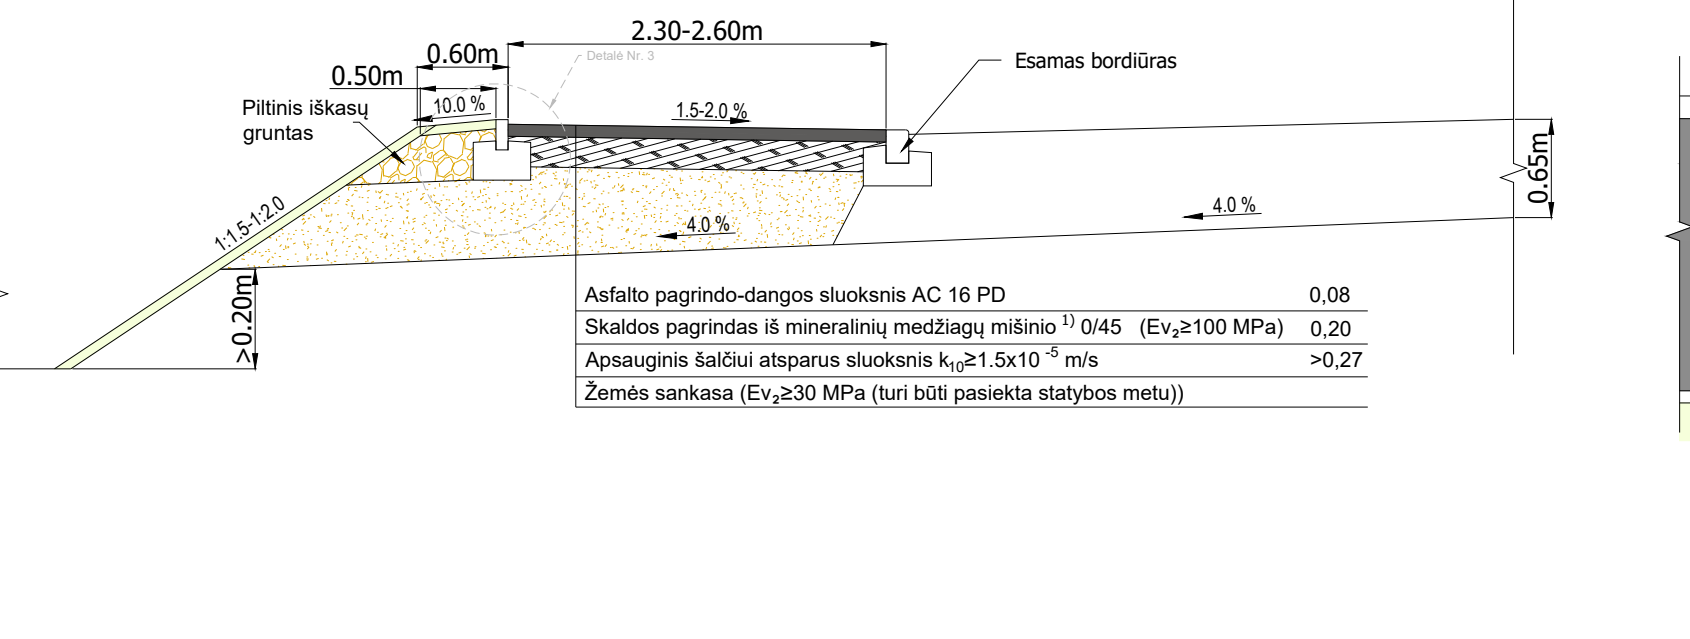 2.30-2.60m
0.60m
Detalė Nr. 3
Esamas bordiūras
0.50m
Piltinis iškasų
gruntas
10.0 %
1.5-2.0 %
0.65m
1:1.5-1:2.0
4.0 %
4.0 %
>0.20m
Asfalto pagrindo-dangos sluoksnis AC 16 PD 0,08
Skaldos pagrindas iš mineralinių medžiagų mišinio 1) 0/45 (Ev₂≥100 MPa) 0,20
Apsauginis šalčiui atsparus sluoksnis k₁₀≥1.5x10 ⁻⁵ m/s >0,27
Žemės sankasa (Ev₂≥30 MPa (turi būti pasiekta statybos metu))